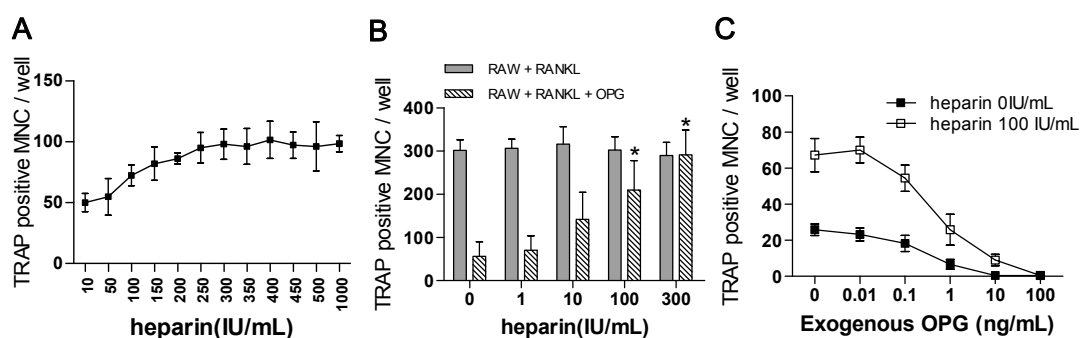 A
TRAP positive MNC / well
150
100
50
0
10 50 100 150 200 250 300 350 400 450 500 1000
heparin(IU/mL)
B
RAW + RANKL
RAW + RANKL + OPG
TRAP positive MNC / well
400
300
200
100
0
* *
0 1 10 100 300
heparin(IU/mL)
C
heparin 0IU/mL
heparin 100 IU/mL
TRAP positive MNC / well
100
80
60
40
20
0
0 0.01 0.1 1 10 100
Exogenous OPG (ng/mL)